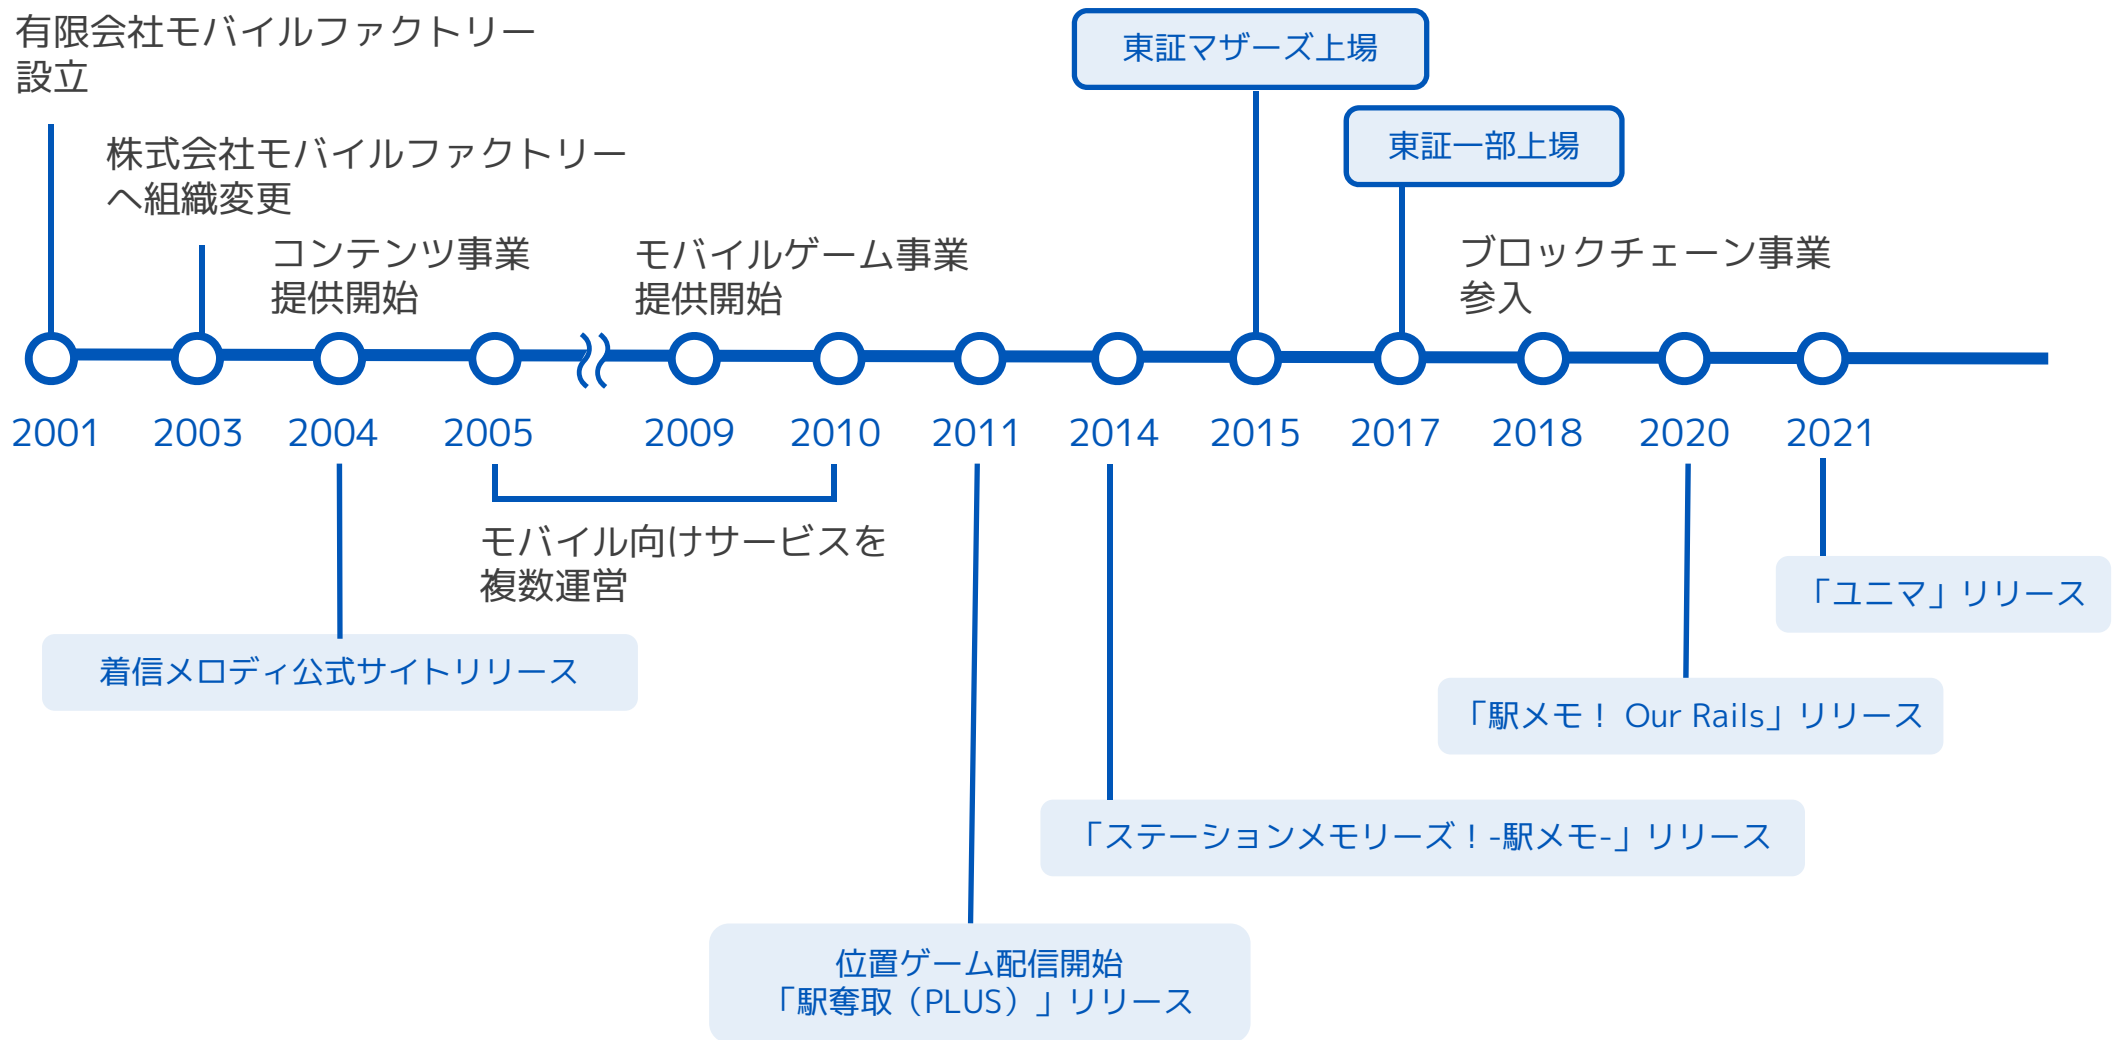 有限会社モバイルファクトリー
設立
株式会社モバイルファクトリー
へ組織変更
コンテンツ事業
提供開始
モバイルゲーム事業
提供開始
東証マザーズ上場
東証一部上場
ブロックチェーン事業
参入
2001
2003
2004
2005
2009
2010
2011
2014
2015
2017
2018
2020
2021
モバイル向けサービスを
複数運営
着信メロディ公式サイトリリース
「ユニマ」リリース
「駅メモ！ Our Rails」リリース
「ステーションメモリーズ！-駅メモ-」リリース
位置ゲーム配信開始
「駅奪取（PLUS）」リリース